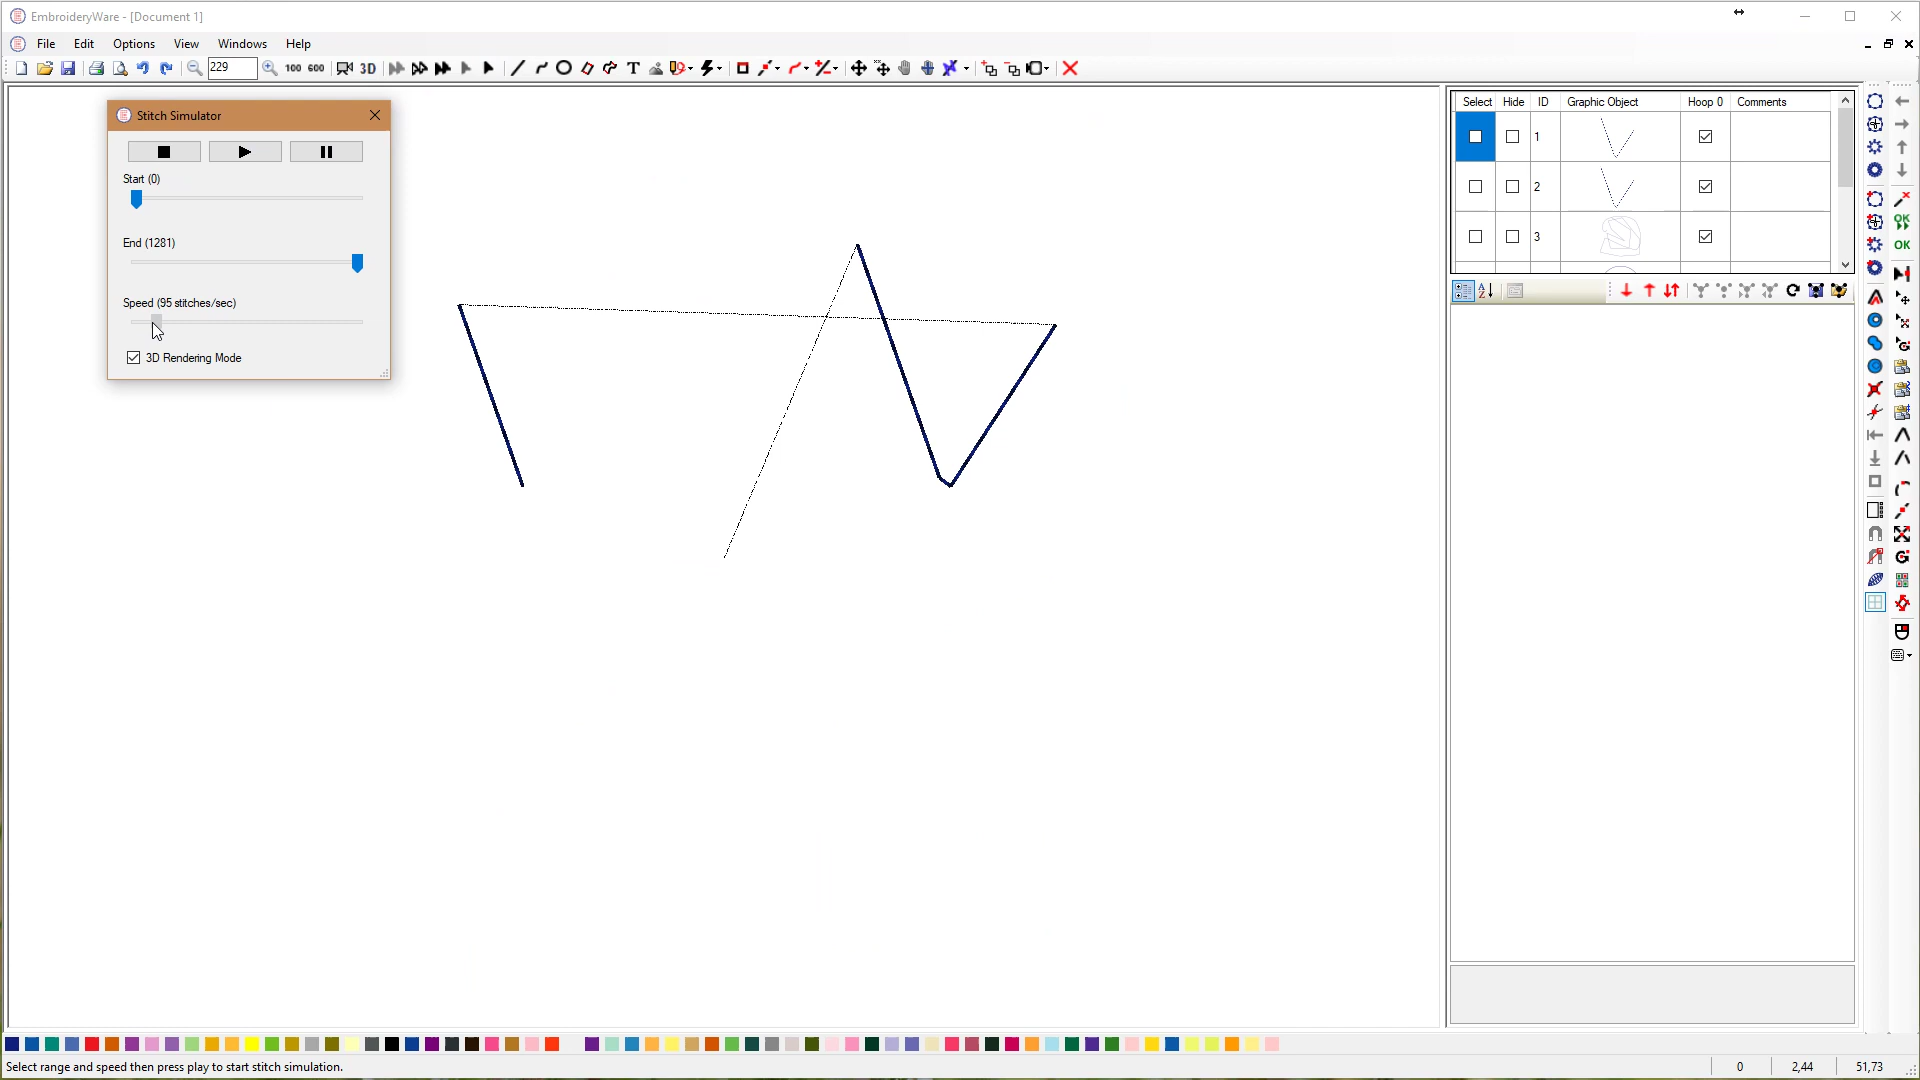 EmbroideryWare - [Document 1]
File Edit Options View Windows Help
229 100 600 3D
Stitch Simulator
Start (0)
End (1281)
Speed (95 stitches/sec)
3D Rendering Mode
Select Hide ID Graphic Object Hoop 0 Comments
1
2
3
A
Z
OK
OK
Select range and speed then press play to start stitch simulation.
0 2,44 51,73